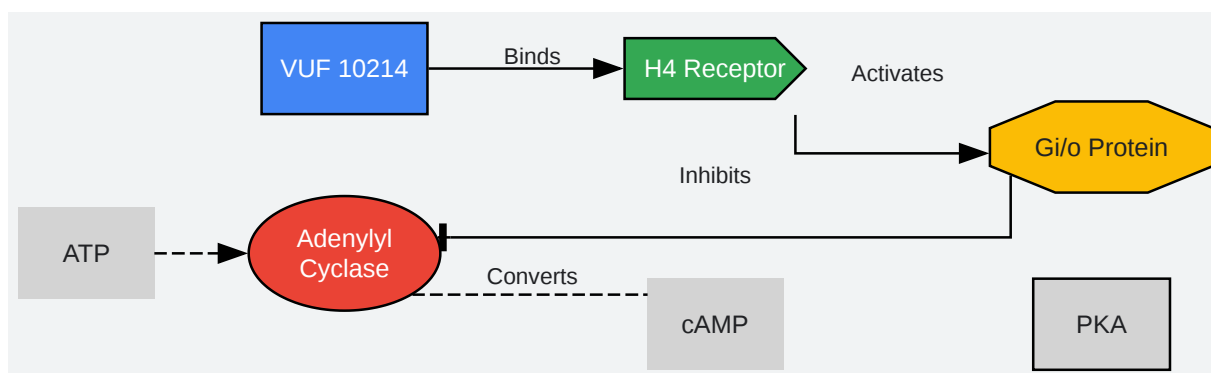 VUF 10214
Binds
H4 Receptor
Activates
Gi/o Protein
Inhibits
ATP
Adenylyl
Cyclase
Converts
cAMP
PKA